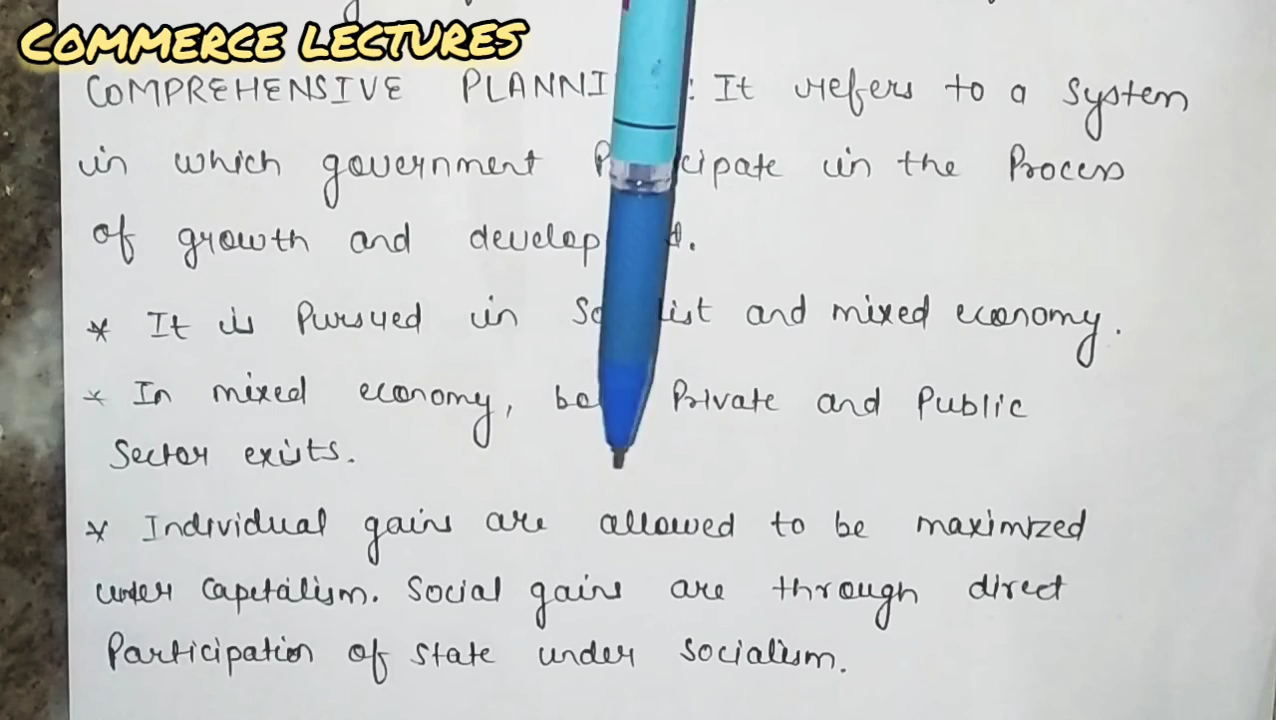 COMMERCE LECTURES
COMPREHENSIVE : It refers to a system
in which government in the Process
of growth and
* It is Pursued in and mixed economy.
* In mixed economy, Private and Public
Sector exists.
* Individual gains are allowed to be maximized
under Capitalism. Social gains are through direct
Participation of state under socialism.